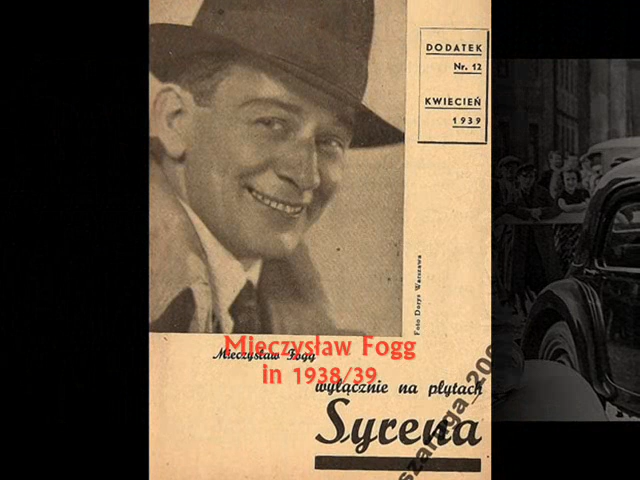 DODATEK
Nr. 12
KWIECIEŃ
1939
Foto Dorys Warszawa
Mieczysław Fogg
Mieczysław Fogg
in 1938/39
wyłącznie na płytach
Syrena